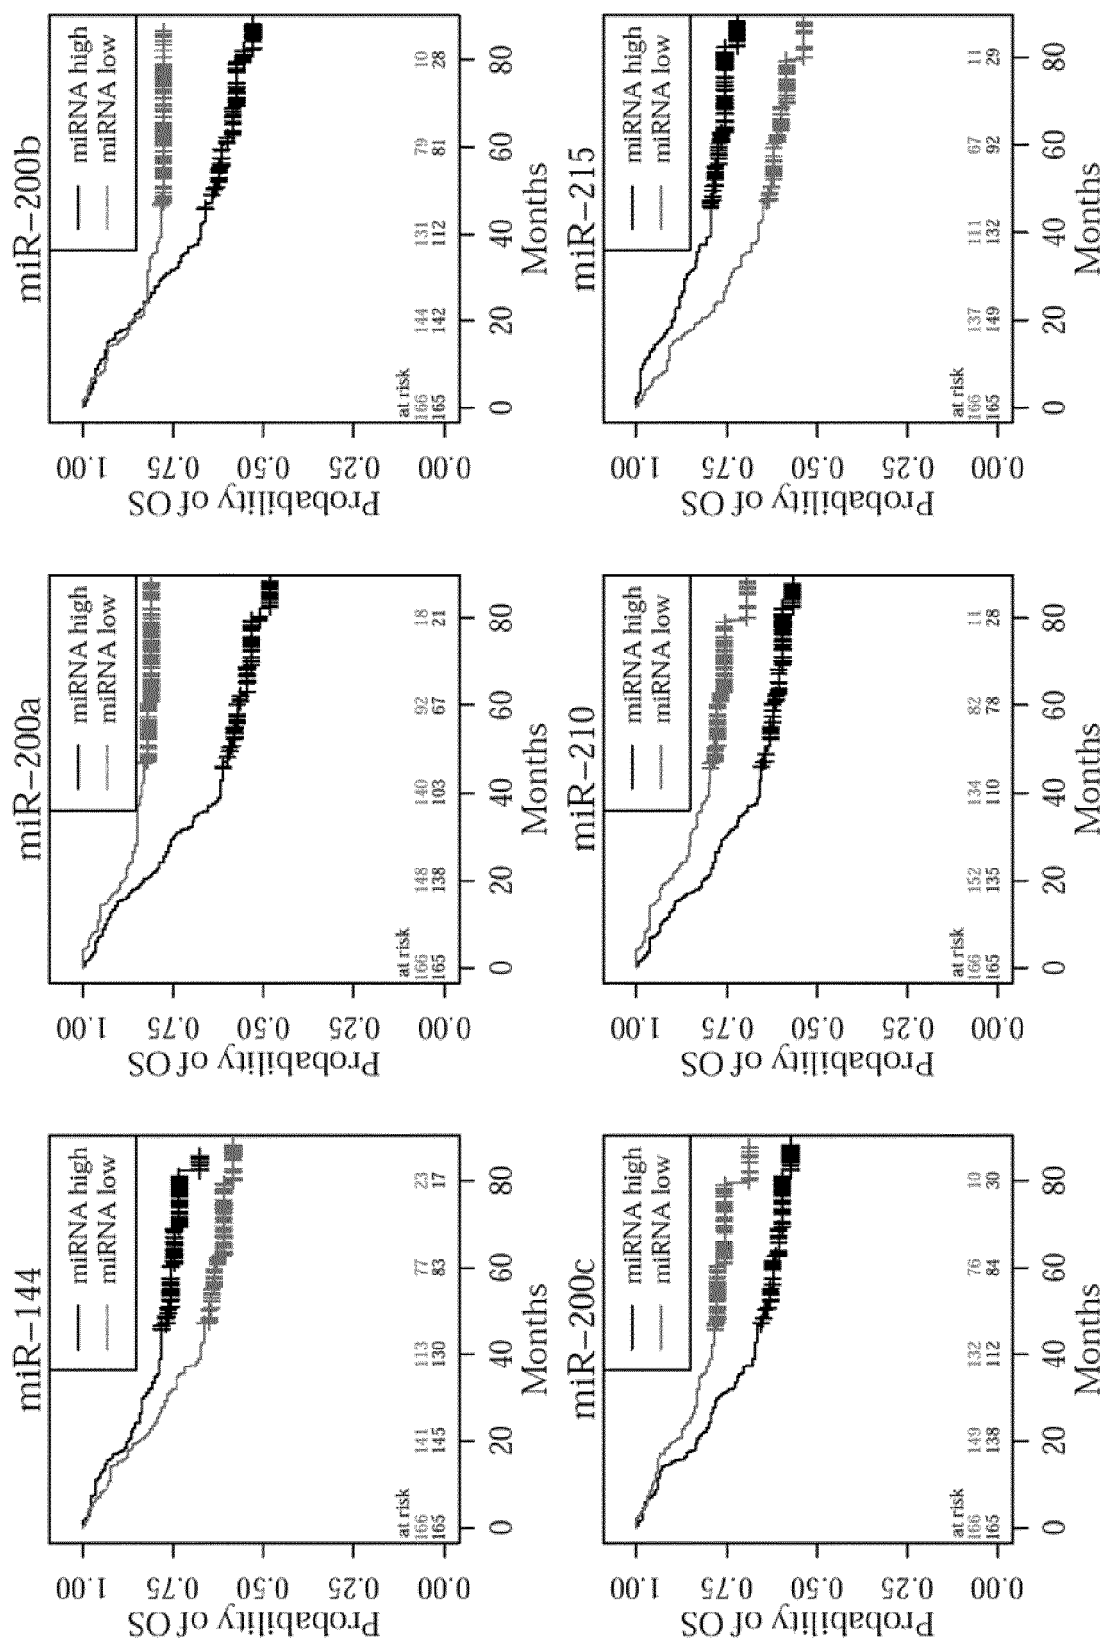 miR−144
miRNA high
miRNA low
Probability of OS
1.00
0.75
0.50
0.25
0.00
at risk
166 141 113 77 23
165 145 130 83 17
0 20 40 60 80
Months
miR−200a
miRNA high
miRNA low
Probability of OS
1.00
0.75
0.50
0.25
0.00
at risk
166 148 140 92 18
165 138 103 67 21
0 20 40 60 80
Months
miR−200b
miRNA high
miRNA low
Probability of OS
1.00
0.75
0.50
0.25
0.00
at risk
166 144 131 79 10
165 142 112 81 28
0 20 40 60 80
Months
miR−200c
miRNA high
miRNA low
Probability of OS
1.00
0.75
0.50
0.25
0.00
at risk
166 149 132 76 10
165 138 112 84 30
0 20 40 60 80
Months
miR−210
miRNA high
miRNA low
Probability of OS
1.00
0.75
0.50
0.25
0.00
at risk
166 152 134 82 11
165 135 110 78 28
0 20 40 60 80
Months
miR−215
miRNA high
miRNA low
Probability of OS
1.00
0.75
0.50
0.25
0.00
at risk
166 137 111 67 11
165 149 132 92 29
0 20 40 60 80
Months